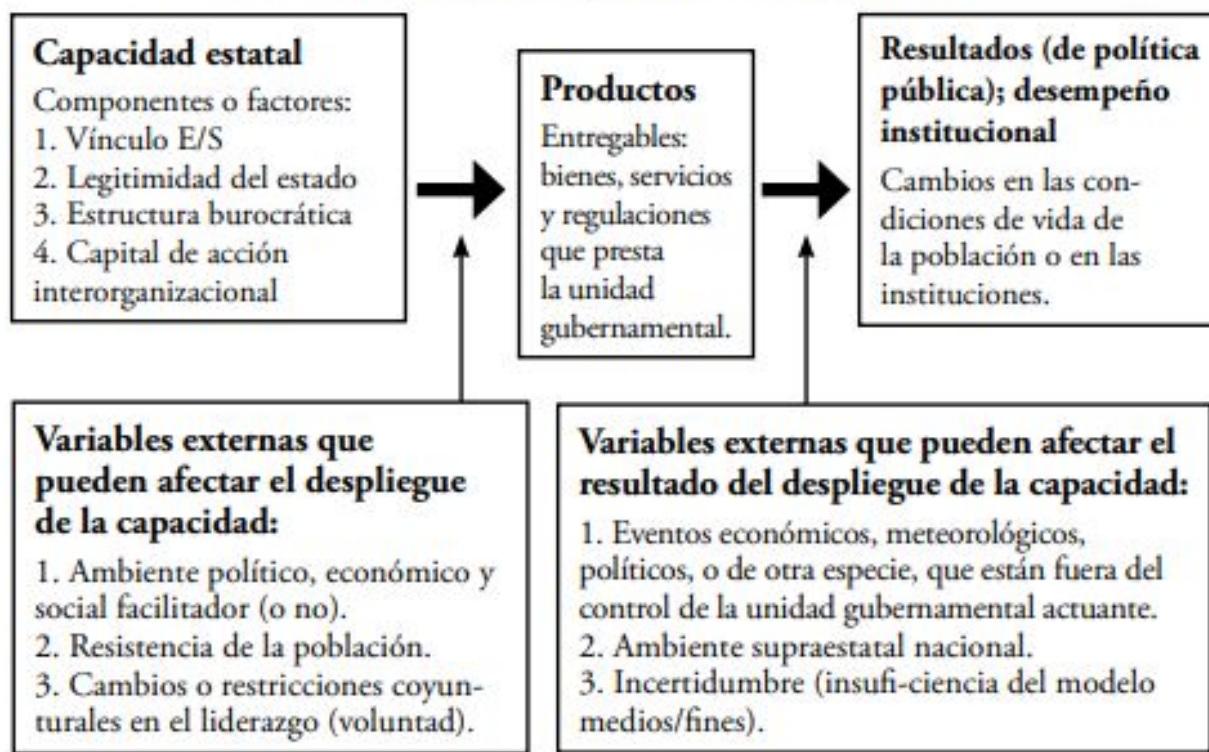 Capacidad estatal
Componentes o factores:
1. Vínculo E/S
2. Legitimidad del estado
3. Estructura burocrática
4. Capital de acción
interorganizacional
Productos
Entregables:
bienes, servicios
y regulaciones
que presta
la unidad
gubernamental.
Resultados (de política
pública); desempeño
institucional
Cambios en las con-
diciones de vida de
la población o en las
instituciones.
Variables externas que
pueden afectar el despliegue
de la capacidad:
1. Ambiente político, económico y
social facilitador (o no).
2. Resistencia de la población.
3. Cambios o restricciones coyun-
turales en el liderazgo (voluntad).
Variables externas que pueden afectar el
resultado del despliegue de la capacidad:
1. Eventos económicos, meteorológicos,
políticos, o de otra especie, que están fuera del
control de la unidad gubernamental actuante.
2. Ambiente supraestatal nacional.
3. Incertidumbre (insufi-ciencia del modelo
medios/fines).